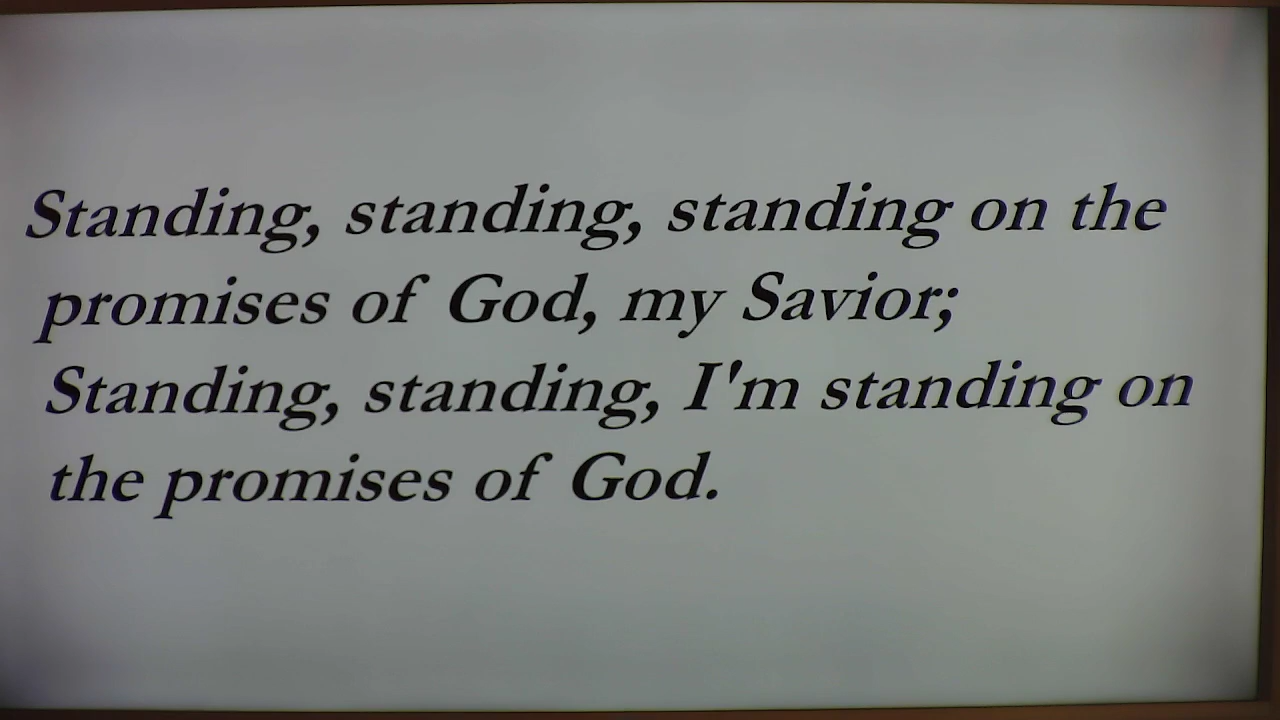 Standing, standing, standing on the
promises of God, my Savior;
Standing, standing, I'm standing on
the promises of God.